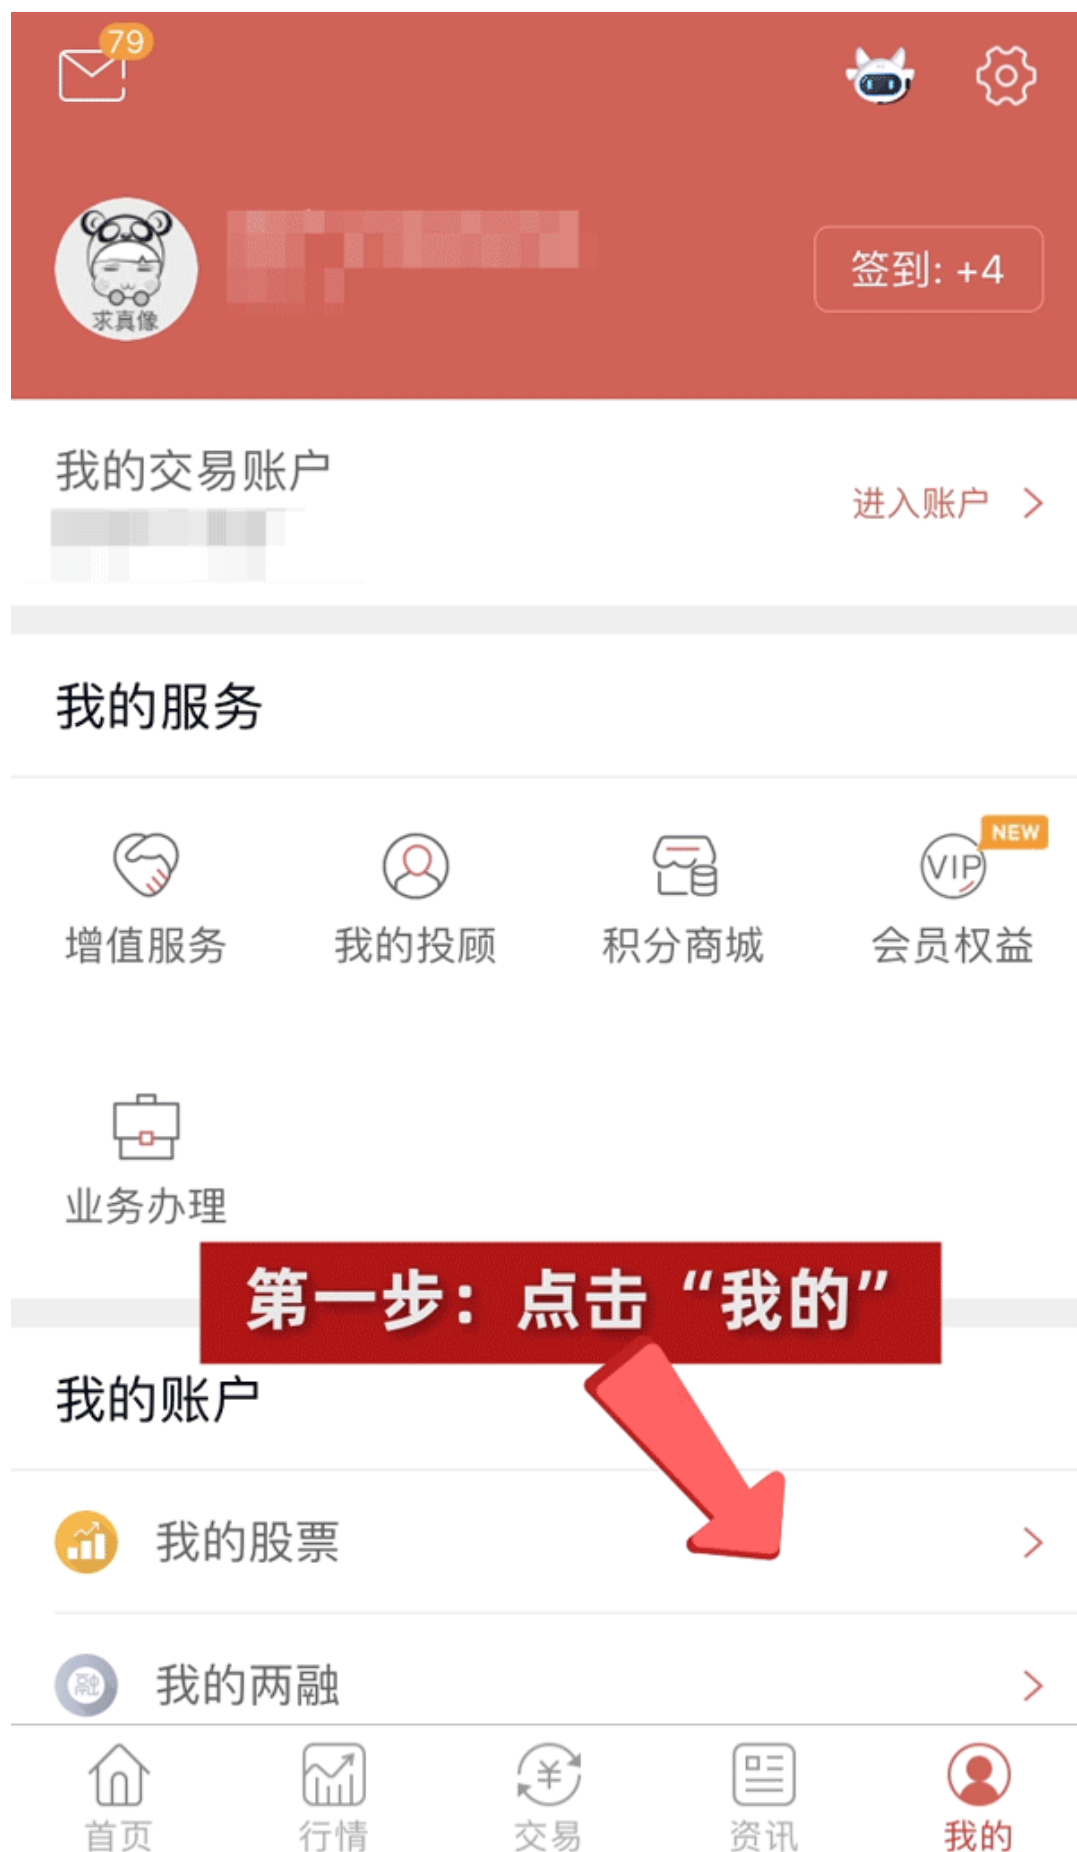 79
求真像
签到: +4
我的交易账户
进入账户
我的服务
NEW
VIP
增值服务
我的投顾
积分商城
会员权益
业务办理
第一步：点击“我的”
我的账户
我的股票
融
我的两融
首页
行情
交易
资讯
我的